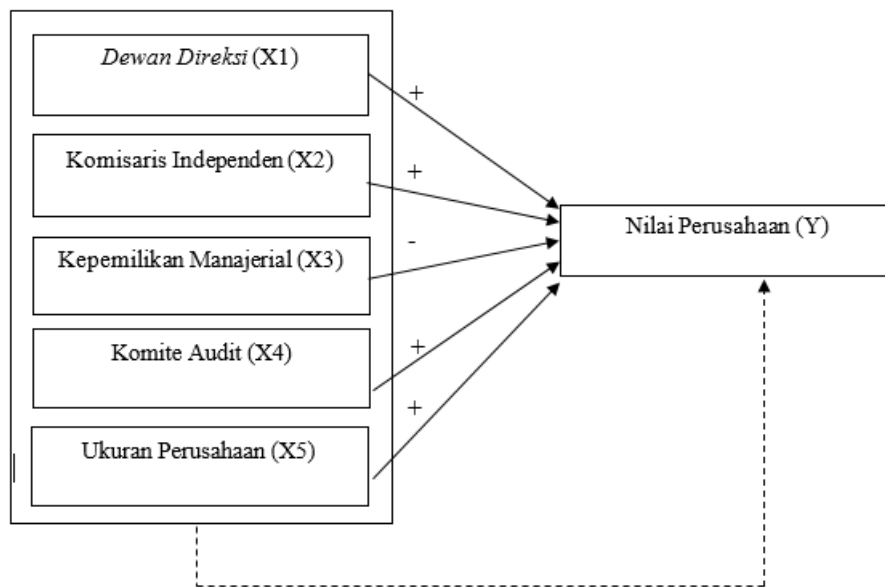 Dewan Direksi (X1)
+
Komisaris Independen (X2)
+
Nilai Perusahaan (Y)
-
Kepemilikan Manajerial (X3)
+
Komite Audit (X4)
+
Ukuran Perusahaan (X5)